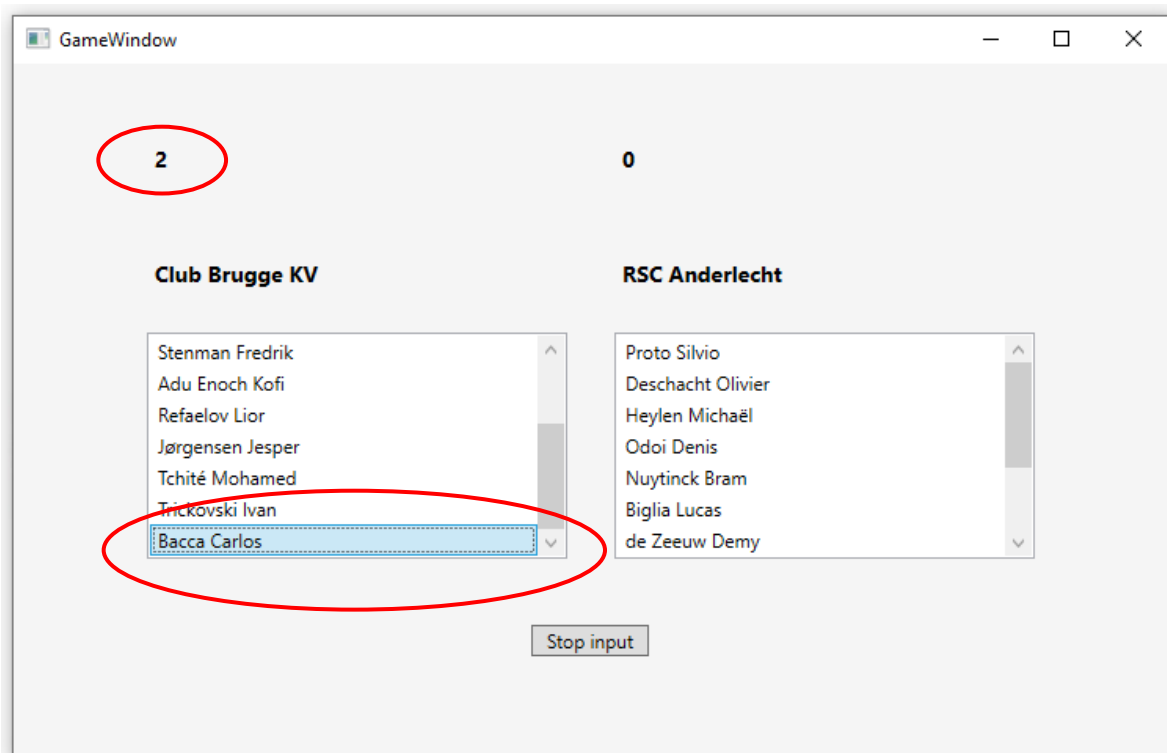 GameWindow
2
0
Club Brugge KV
RSC Anderlecht
Stenman Fredrik
Adu Enoch Kofi
Refaelov Lior
Jørgensen Jesper
Tchité Mohamed
Trickovski Ivan
Bacca Carlos
Proto Silvio
Deschacht Olivier
Heylen Michaël
Odoi Denis
Nuytinck Bram
Biglia Lucas
de Zeeuw Demy
Stop input